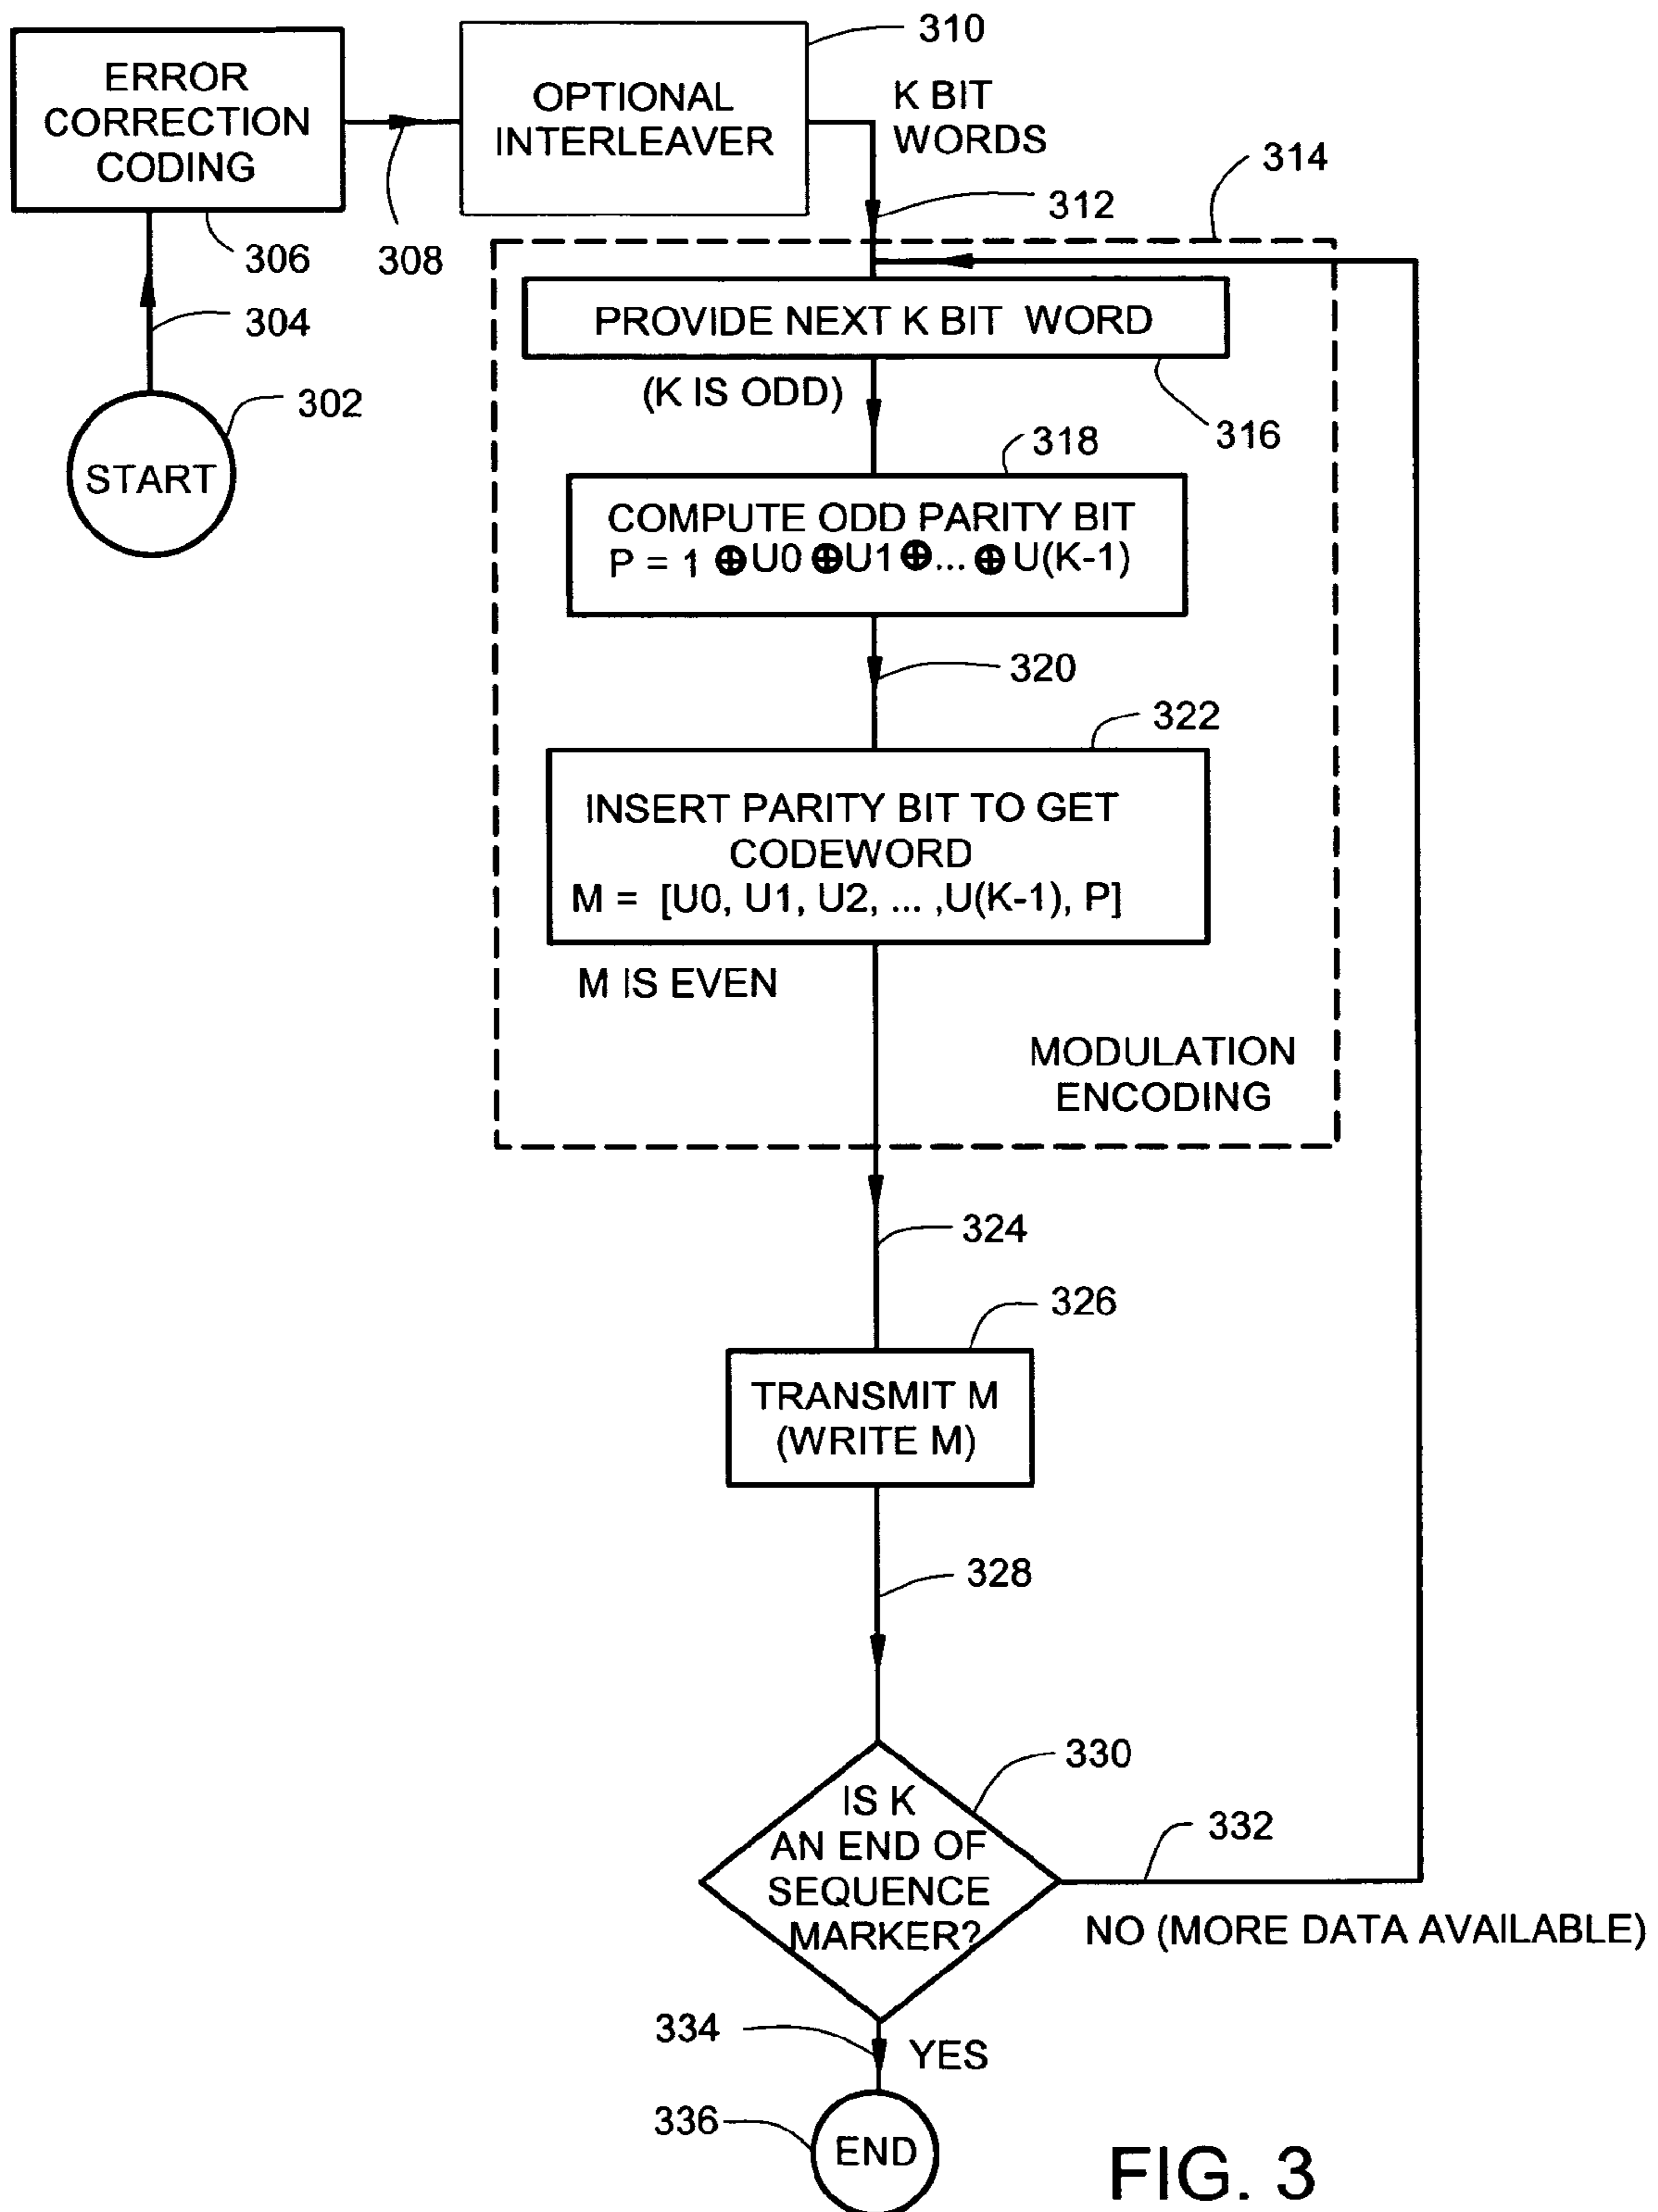 310
ERROR
CORRECTION
CODING
OPTIONAL
INTERLEAVER
K BIT
WORDS
314
312
306
308
304
PROVIDE NEXT K BIT WORD
(K IS ODD)
316
302
START
318
COMPUTE ODD PARITY BIT
P = 1 ⊕ U0 ⊕ U1 ⊕ ... ⊕ U(K-1)
320
322
INSERT PARITY BIT TO GET
CODEWORD
M = [U0, U1, U2, ... ,U(K-1), P]
M IS EVEN
MODULATION
ENCODING
324
326
TRANSMIT M
(WRITE M)
328
330
IS K
AN END OF
SEQUENCE
MARKER?
332
NO (MORE DATA AVAILABLE)
334
YES
336
END
FIG. 3